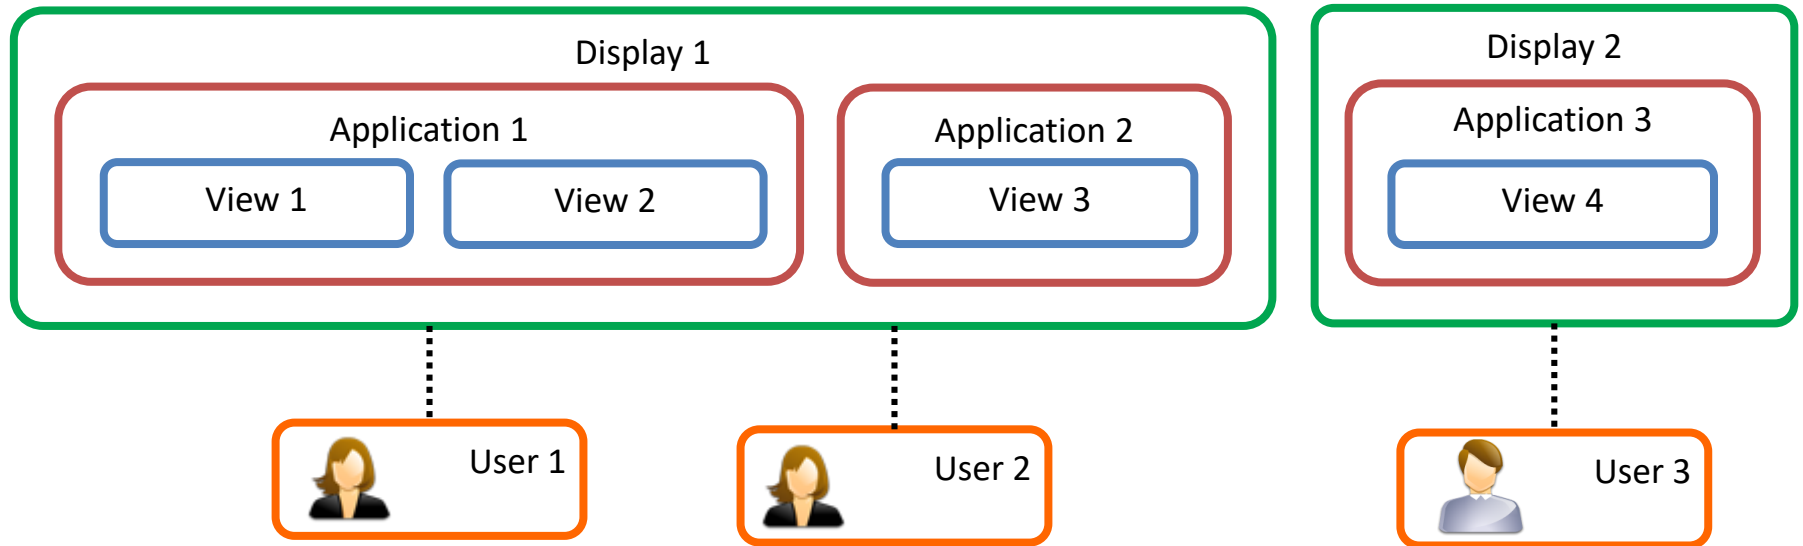 Display 1
Application 1
View 1
View 2
Application 2
View 3
Display 2
Application 3
View 4
User 1
User 2
User 3